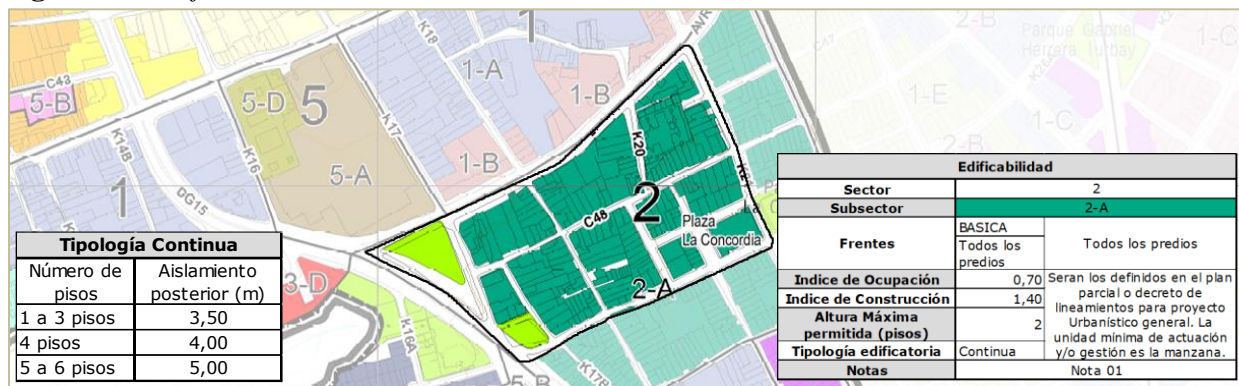 C43
5-B
5-D
5
K14B
K16
K17
K18
1
1-A
1-B
1-B
5-A
1
DG15
3-D
K16A
5-B
K17B
K20
2
C48
Plaza
La Concordia
2-A
2-B
Parque Gabriel
Herrera Turbay
C47
1-E
1-C
2-B
1-C
Tipología Continua
Número de pisos
Aislamiento posterior (m)
1 a 3 pisos 3,50
4 pisos 4,00
5 a 6 pisos 5,00
Edificabilidad
Sector 2
Subsector 2-A
Frentes
BASICA
Todos los
predios
Todos los predios
Indice de Ocupación 0,70
Indice de Construcción 1,40
Altura Máxima
permitida (pisos)
2
Tipología edificatoria Continua
Seran los definidos en el plan
parcial o decreto de
lineamientos para proyecto
Urbanístico general. La
unidad mínima de actuación
y/o gestión es la manzana.
Notas Nota 01